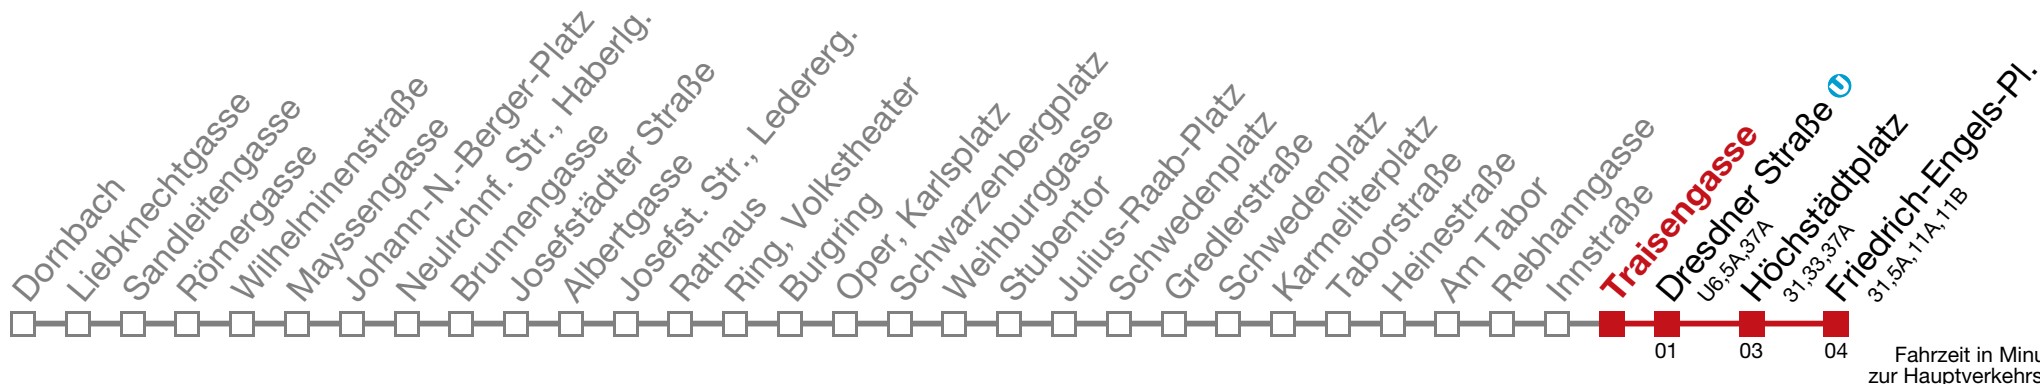 Dornbach
Liebknechtgasse
Sandleitengasse
Römergasse
Wilhelminenstraße
Mayssengasse
Johann-N.-Berger-Platz
Neulrchnf. Str., Haberlg.
Brunnengasse
Josefstädter Straße
Albertgasse
Josefst. Str., Ledererg.
Rathaus
Ring, Volkstheater
Burgring
Oper, Karlsplatz
Schwarzenbergplatz
Weihburggasse
Stubentor
Julius-Raab-Platz
Schwedenplatz
Gredlerstraße
Schwedenplatz
Karmeliterplatz
Taborstraße
Heinestraße
Am Tabor
Rebhanngasse
Innstraße
Traisengasse
Dresdner Straße U
U6,5A,37A
Höchstädtplatz
31,33,37A
Friedrich-Engels-Pl.
31,5A,11A,11B
01
03
04
Fahrzeit in Minu
zur Hauptverkehrs